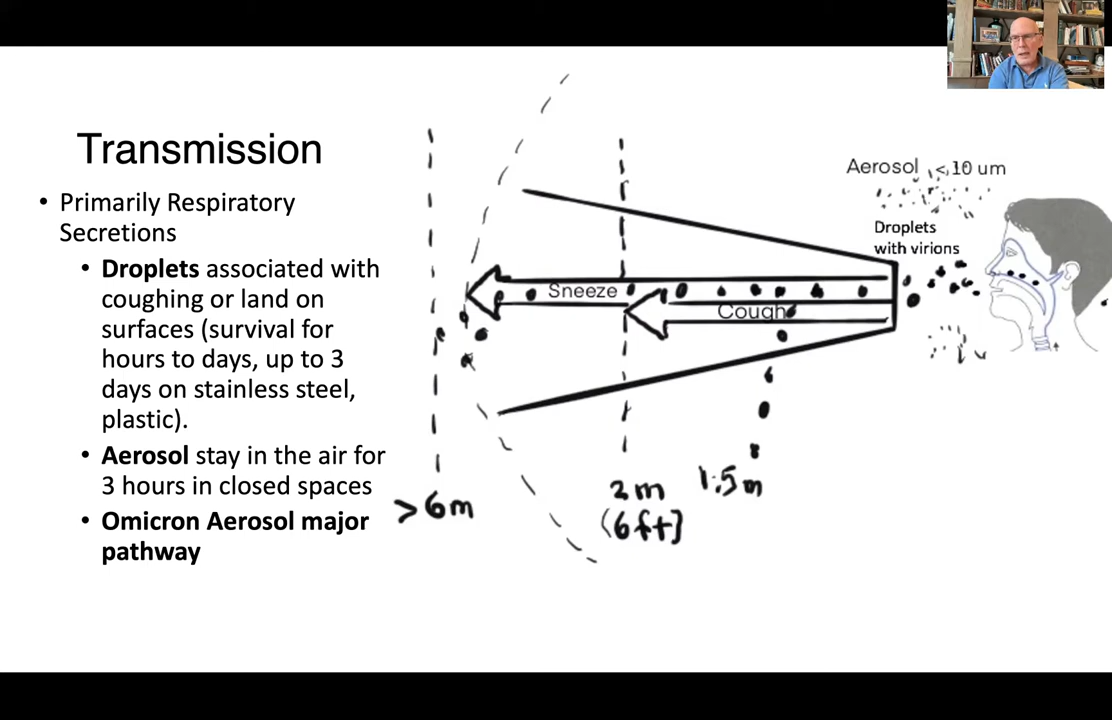 Transmission
• Primarily Respiratory
Secretions
• Droplets associated with
coughing or land on
surfaces (survival for
hours to days, up to 3
days on stainless steel,
plastic).
• Aerosol stay in the air for
3 hours in closed spaces
• Omicron Aerosol major
pathway
Aerosol <10 um
Droplets
with virions
Sneeze
Cough
>6m
2m
(6ft)
1.5m